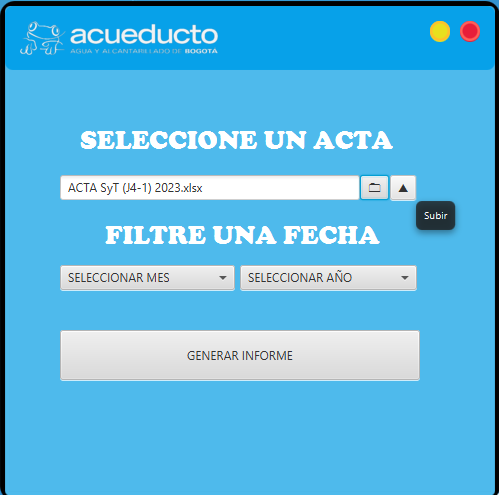 acueducto
AGUA Y ALCANTARILLADO DE BOGOTÁ
SELECCIONE UN ACTA
ACTA SyT (J4-1) 2023.xlsx
Subir
FILTRE UNA FECHA
SELECCIONAR MES
SELECCIONAR AÑO
GENERAR INFORME